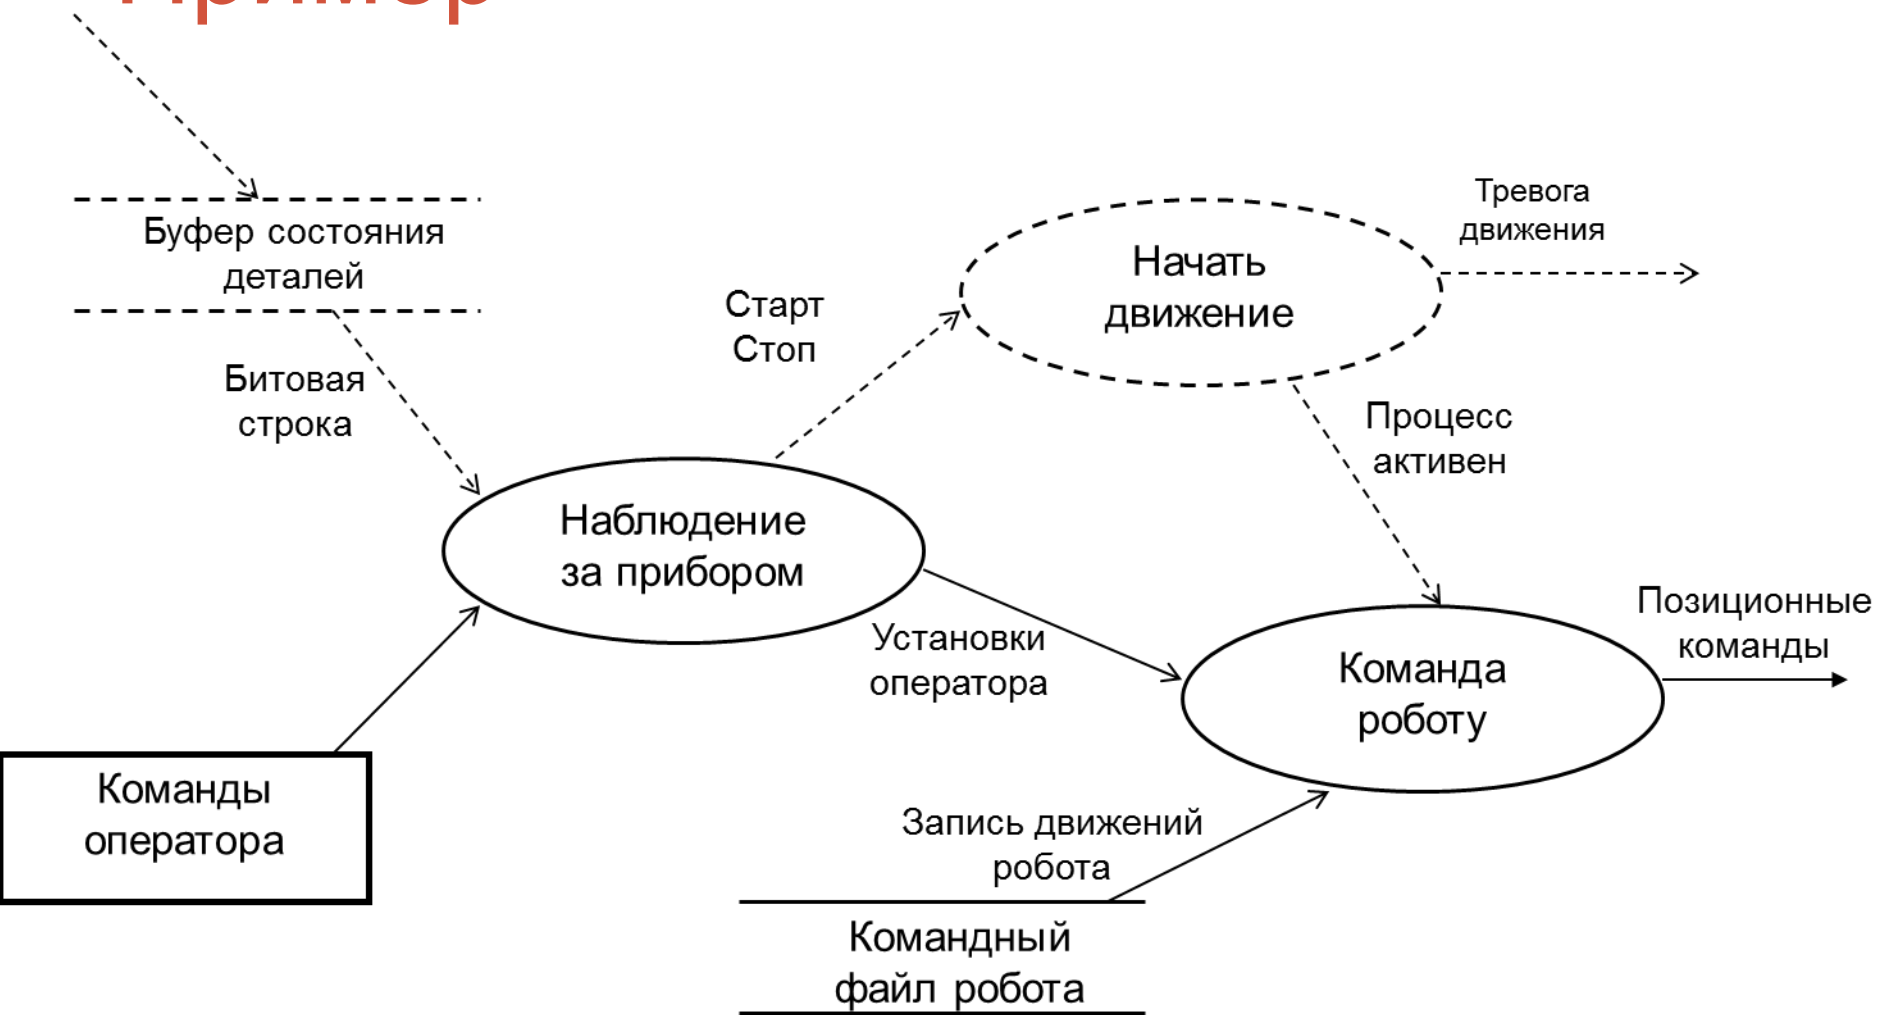 Пример
Тревога
движения
Буфер состояния
деталей
Начать
движение
Старт
Стоп
Битовая
строка
Процесс
активен
Наблюдение
за прибором
Позиционные
команды
Установки
оператора
Команда
роботу
Команды
оператора
Запись движений
робота
Командный
файл робота